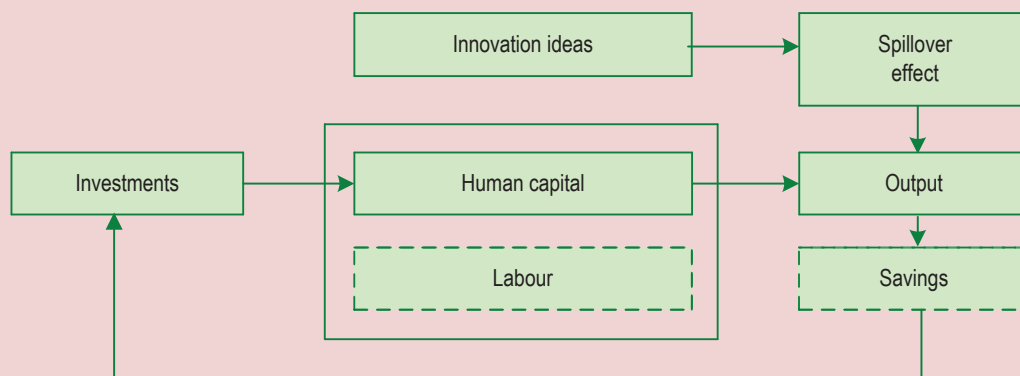 Innovation ideas
Spillover
effect
Investments
Human capital
Output
Labour
Savings